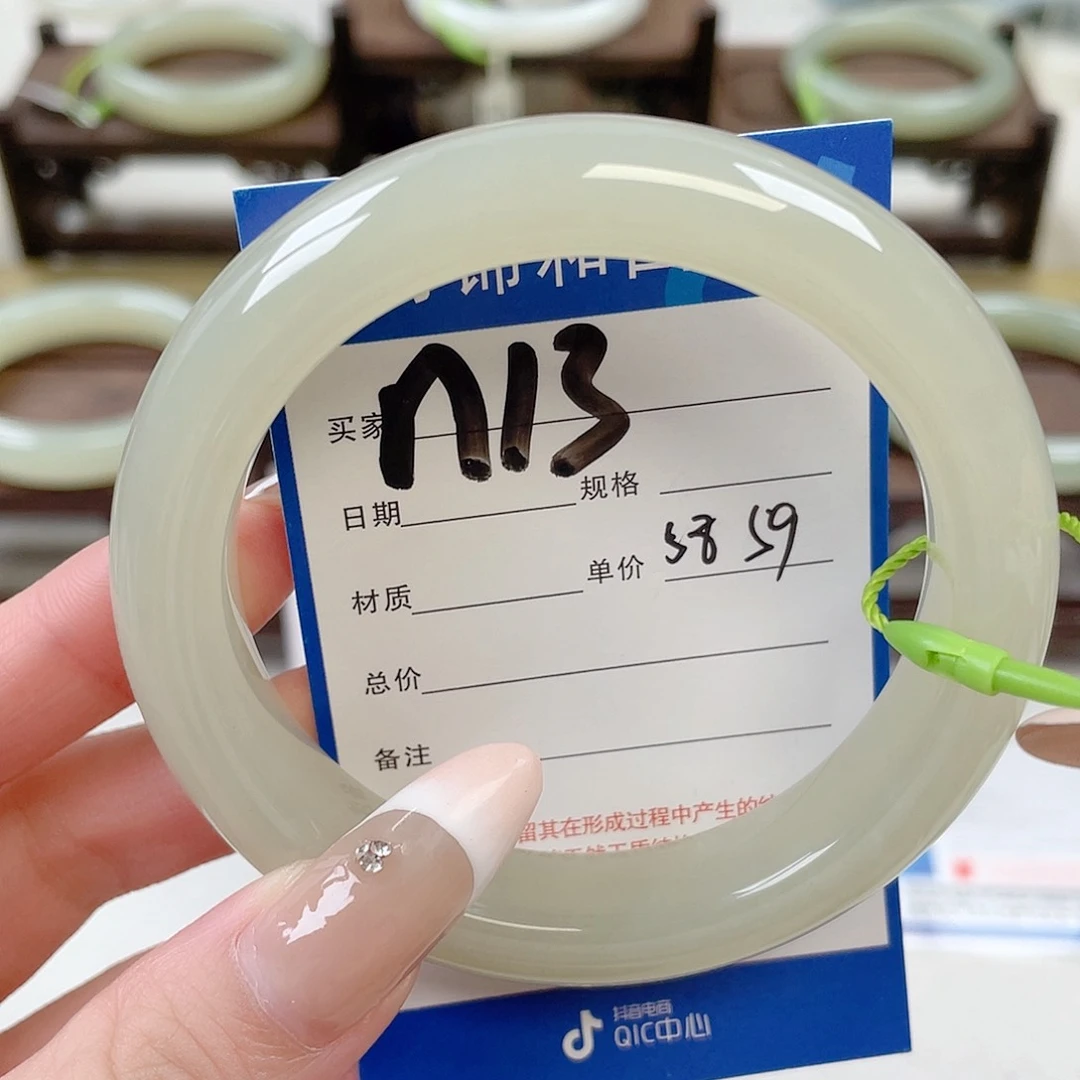 买家 n13
日期 规格
材质 单价 58 59
总价
备注
留其在形成过程中产生的
抖音电商
QIC中心